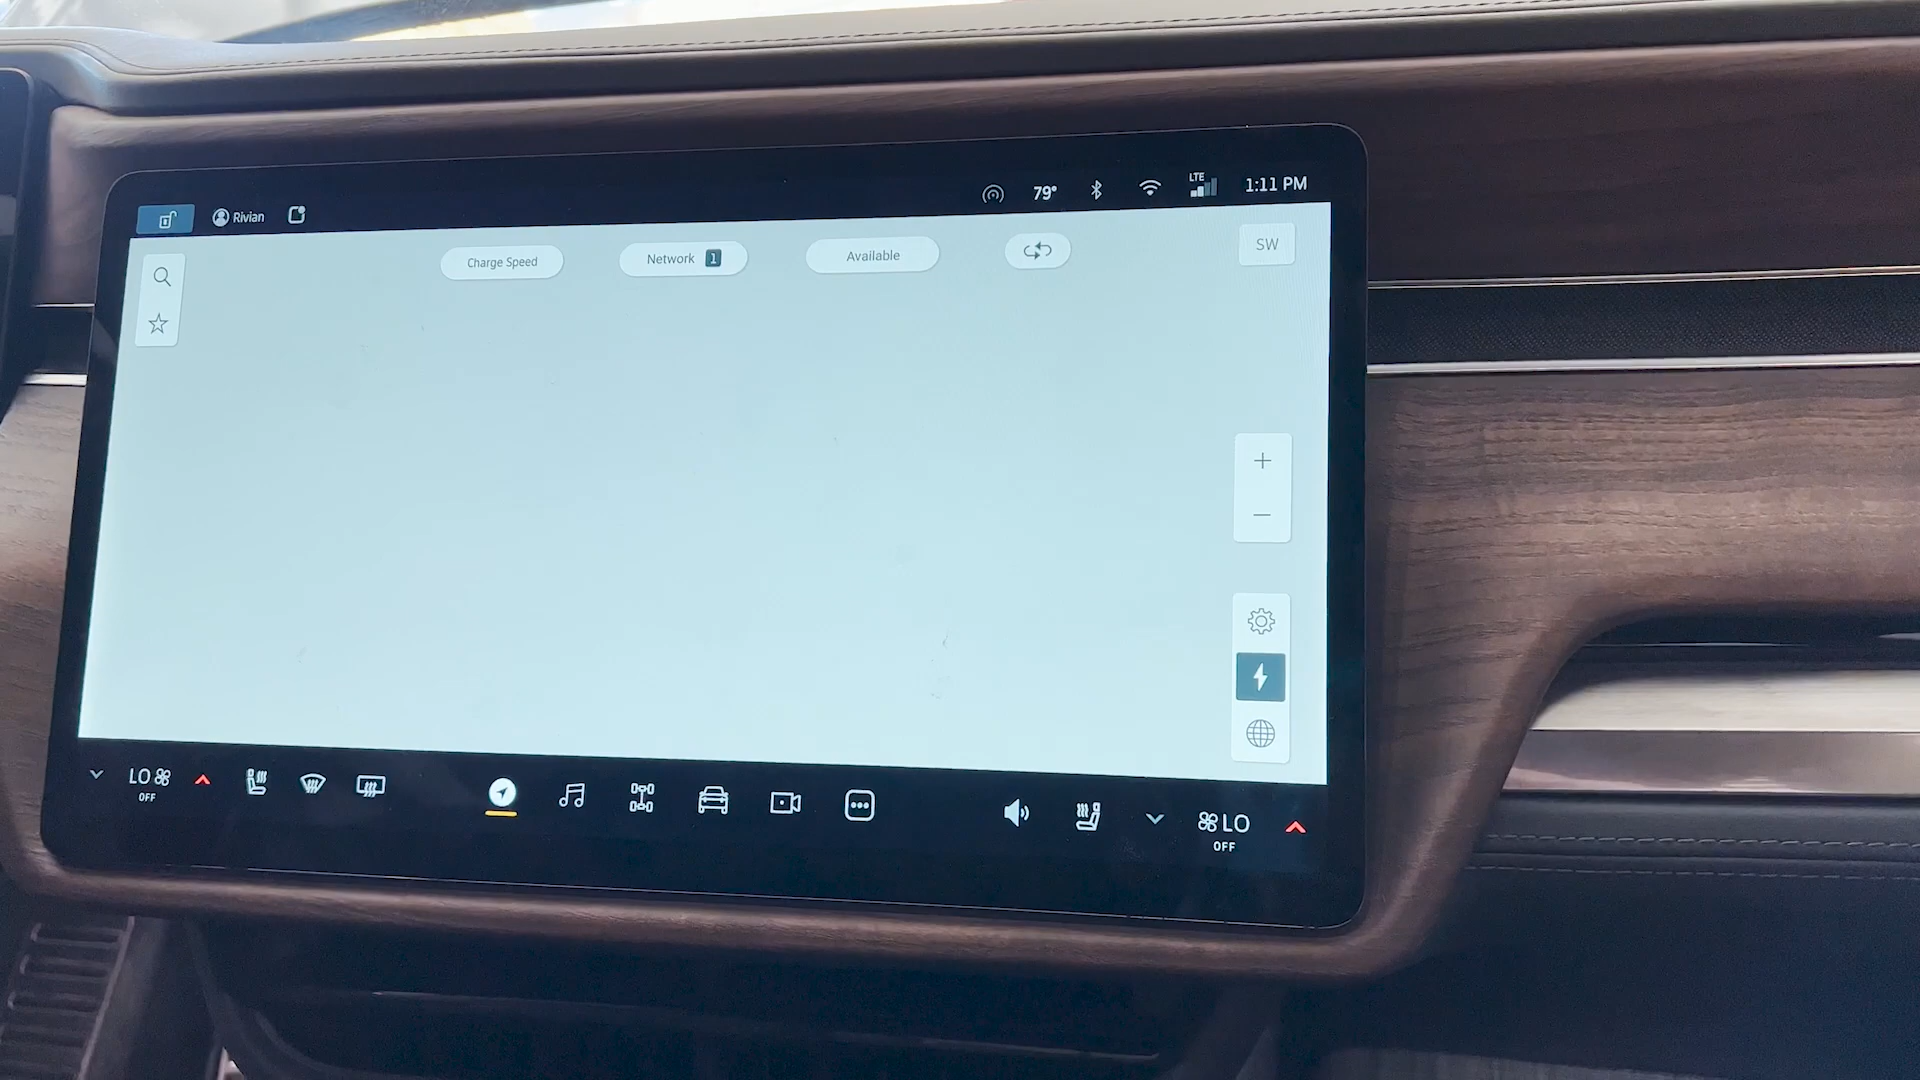 Rivian
79°
LTE
1:11 PM
Charge Speed
Network 1
Available
SW
LO
OFF
LO
OFF